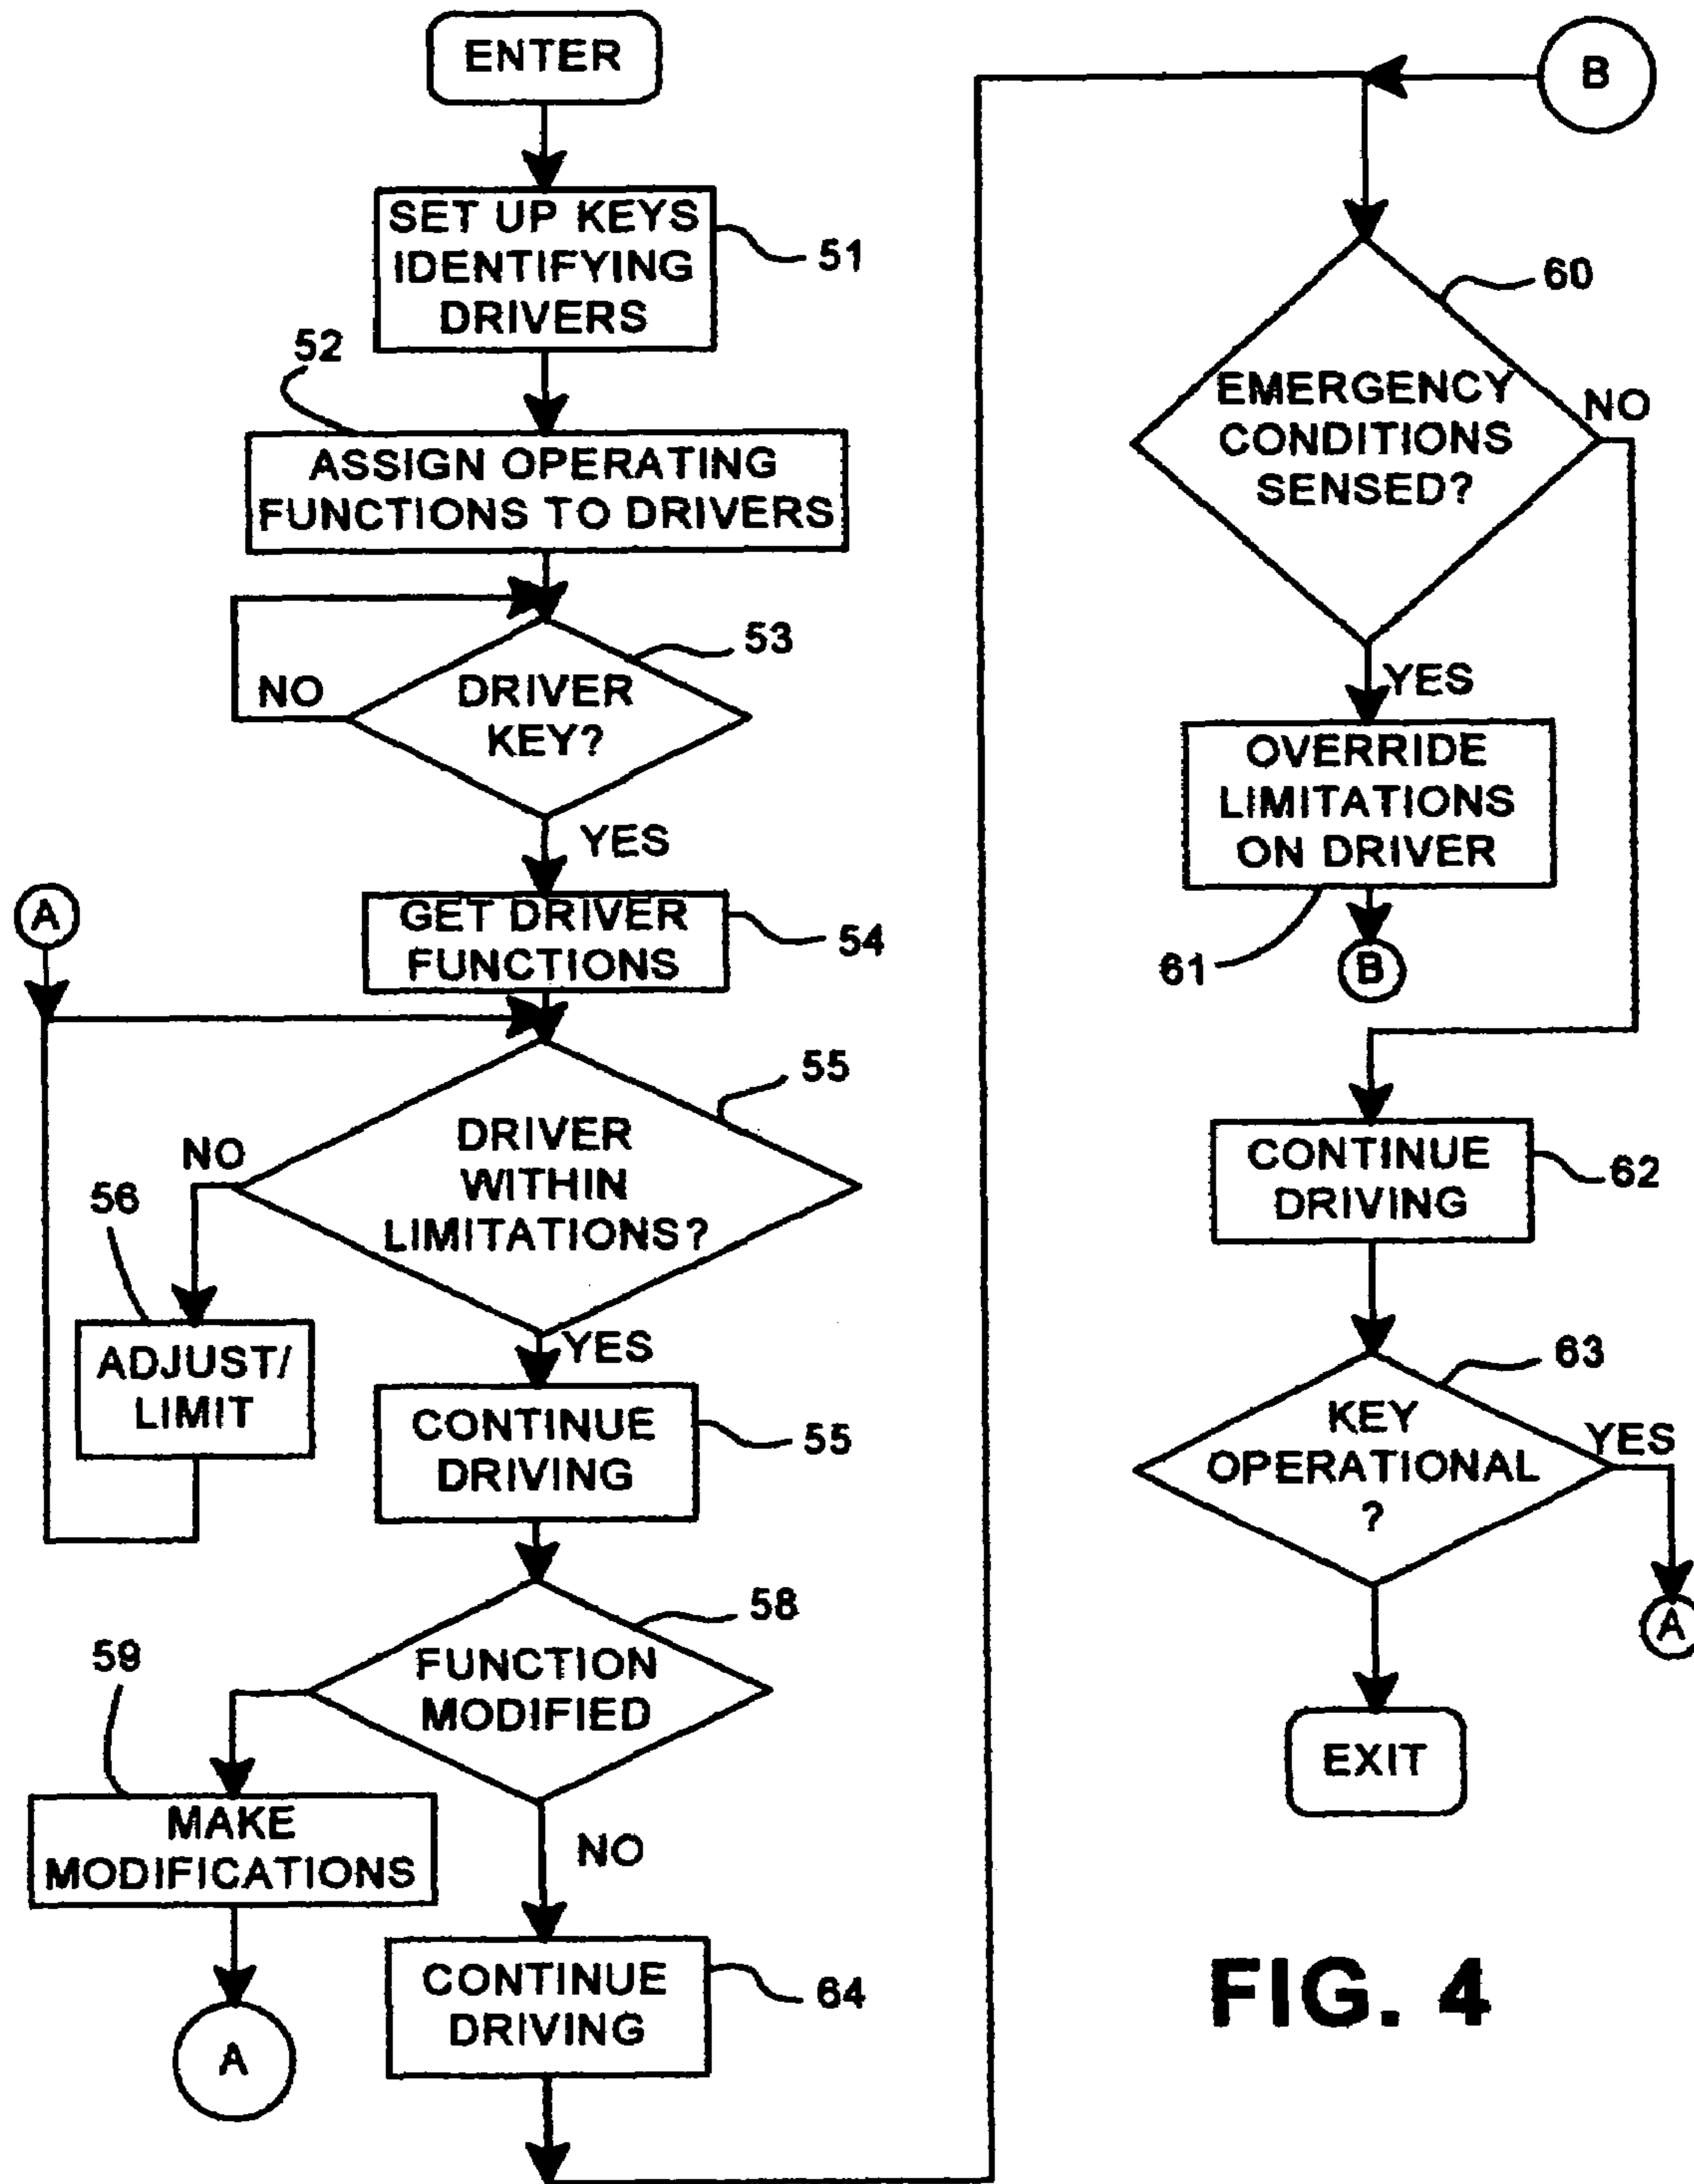 ENTER
SET UP KEYS
IDENTIFYING
DRIVERS
51
52
ASSIGN OPERATING
FUNCTIONS TO DRIVERS
53
NO
DRIVER
KEY?
YES
A
GET DRIVER
FUNCTIONS
54
55
NO
DRIVER
WITHIN
LIMITATIONS?
56
YES
ADJUST/
LIMIT
CONTINUE
DRIVING
55
58
59
FUNCTION
MODIFIED
MAKE
MODIFICATIONS
NO
A
CONTINUE
DRIVING
64
B
60
EMERGENCY
CONDITIONS
SENSED?
NO
YES
OVERRIDE
LIMITATIONS
ON DRIVER
61
B
CONTINUE
DRIVING
62
63
KEY
OPERATIONAL
?
YES
A
EXIT
FIG. 4